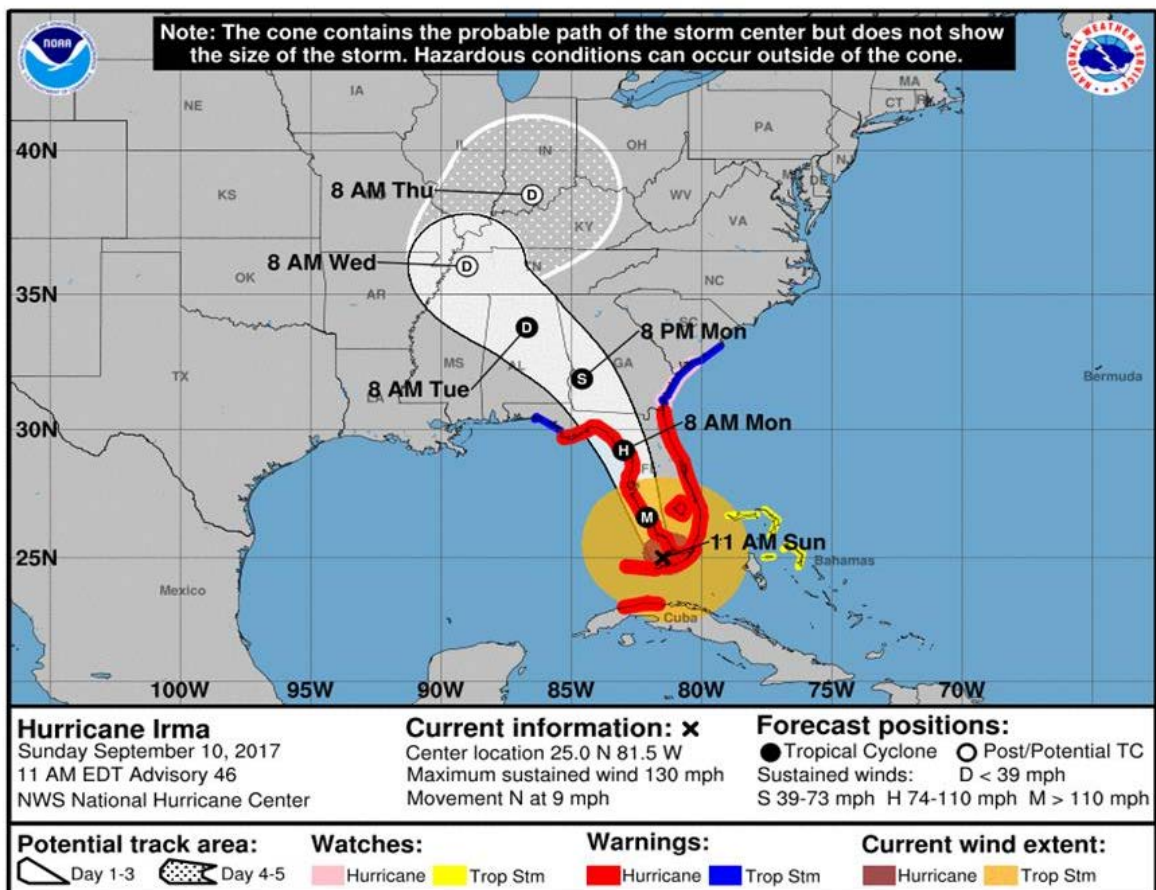 Note: The cone contains the probable path of the storm center but does not show
the size of the storm. Hazardous conditions can occur outside of the cone.
NOAA
NATIONAL WEATHER SERVICE
MA
CT
IA
NE
PA
NJ
40N
IL
IN
OH
DE
8 AM Thu
WV
KS
VA
KY
8 AM Wed
TN
OK
NC
35N
AR
SC
8 PM Mon
MS
AL
GA
TX
8 AM Tue
LA
Bermuda
30N
8 AM Mon
FL
D
D
D
S
H
M
11 AM Sun
25N
Bahamas
Mexico
Cuba
100W 95W 90W 85W 80W 75W 70W
Hurricane Irma
Sunday September 10, 2017
11 AM EDT Advisory 46
NWS National Hurricane Center
Current information: ×
Center location 25.0 N 81.5 W
Maximum sustained wind 130 mph
Movement N at 9 mph
Forecast positions:
Tropical Cyclone Post/Potential TC
Sustained winds: D < 39 mph
S 39-73 mph H 74-110 mph M > 110 mph
Potential track area:
Day 1-3 Day 4-5
Watches:
Hurricane Trop Stm
Warnings:
Hurricane Trop Stm
Current wind extent:
Hurricane Trop Stm